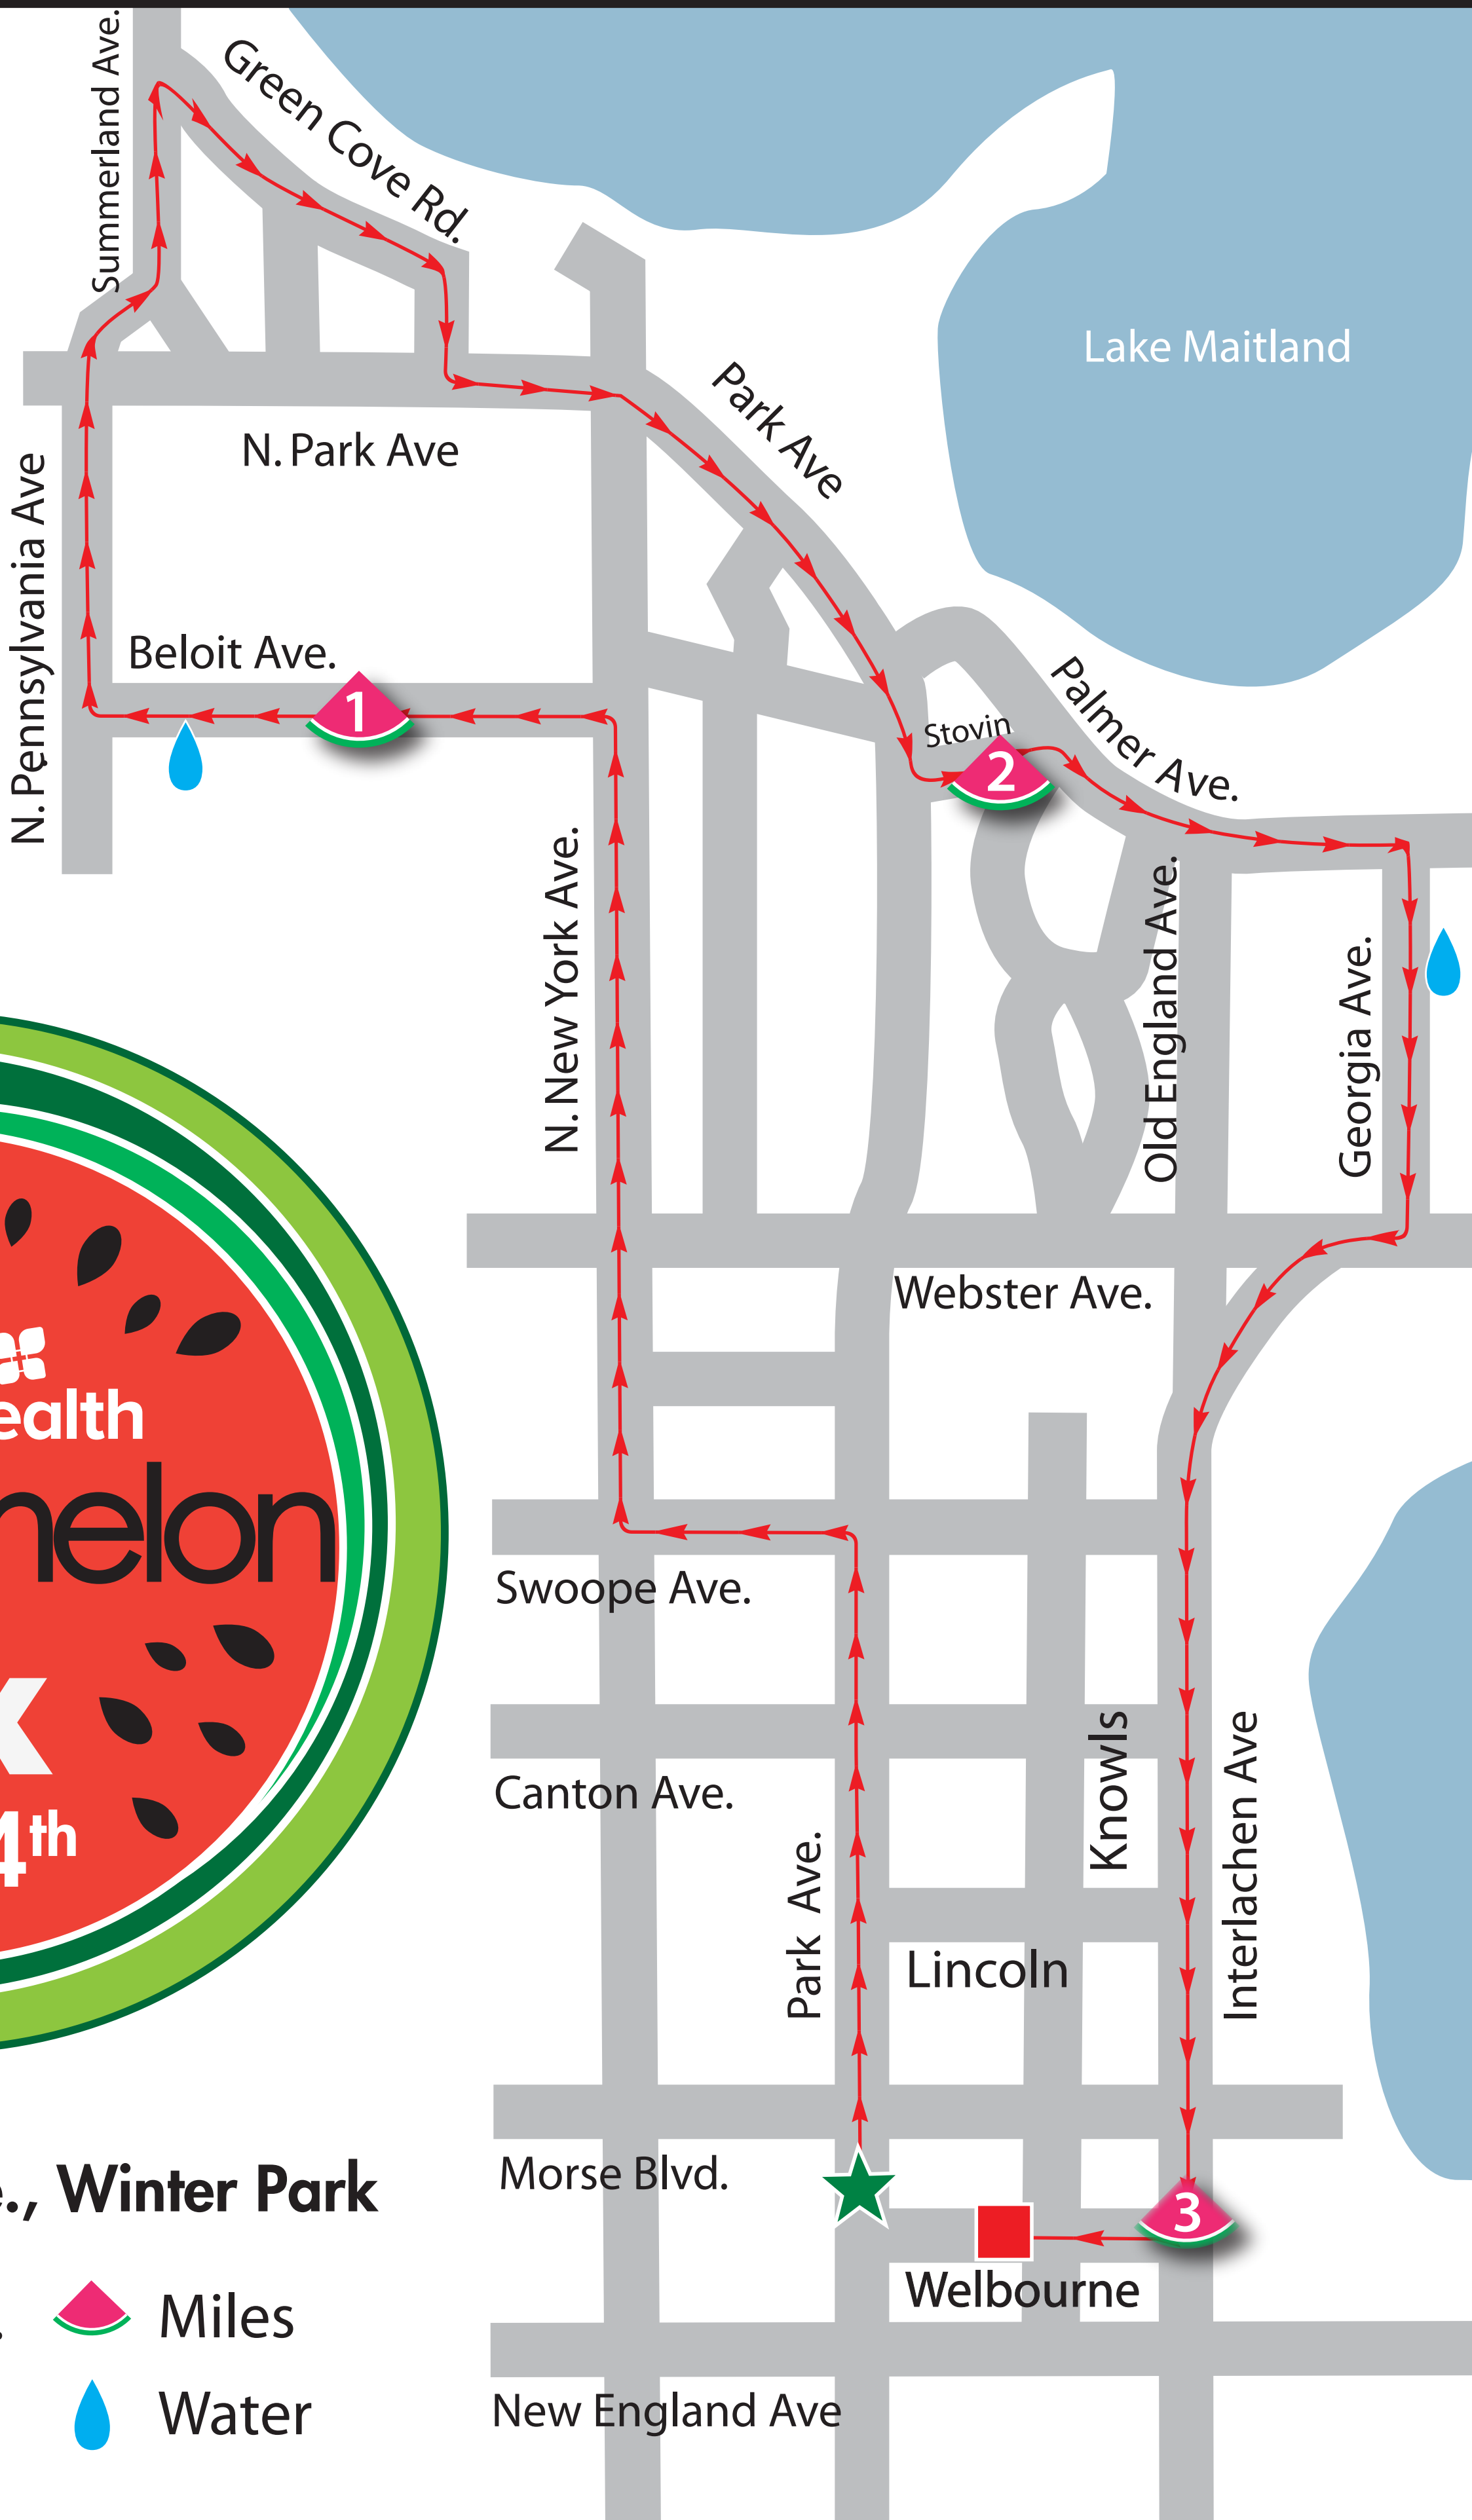 Summerland Ave.
Green Cove Rd.
Lake Maitland
Park Ave
N. Park Ave
N. Pennsylvania Ave
Beloit Ave.
1
Stovin
2
Palmer Ave.
N. New York Ave.
Old England Ave.
Georgia Ave.
Webster Ave.
ealth
melon
Swoope Ave.
Knowls
Interlachen Ave
K
Canton Ave.
4th
Park Ave.
Lincoln
Morse Blvd.
Winter Park
3
Welbourne
Miles
Water
New England Ave